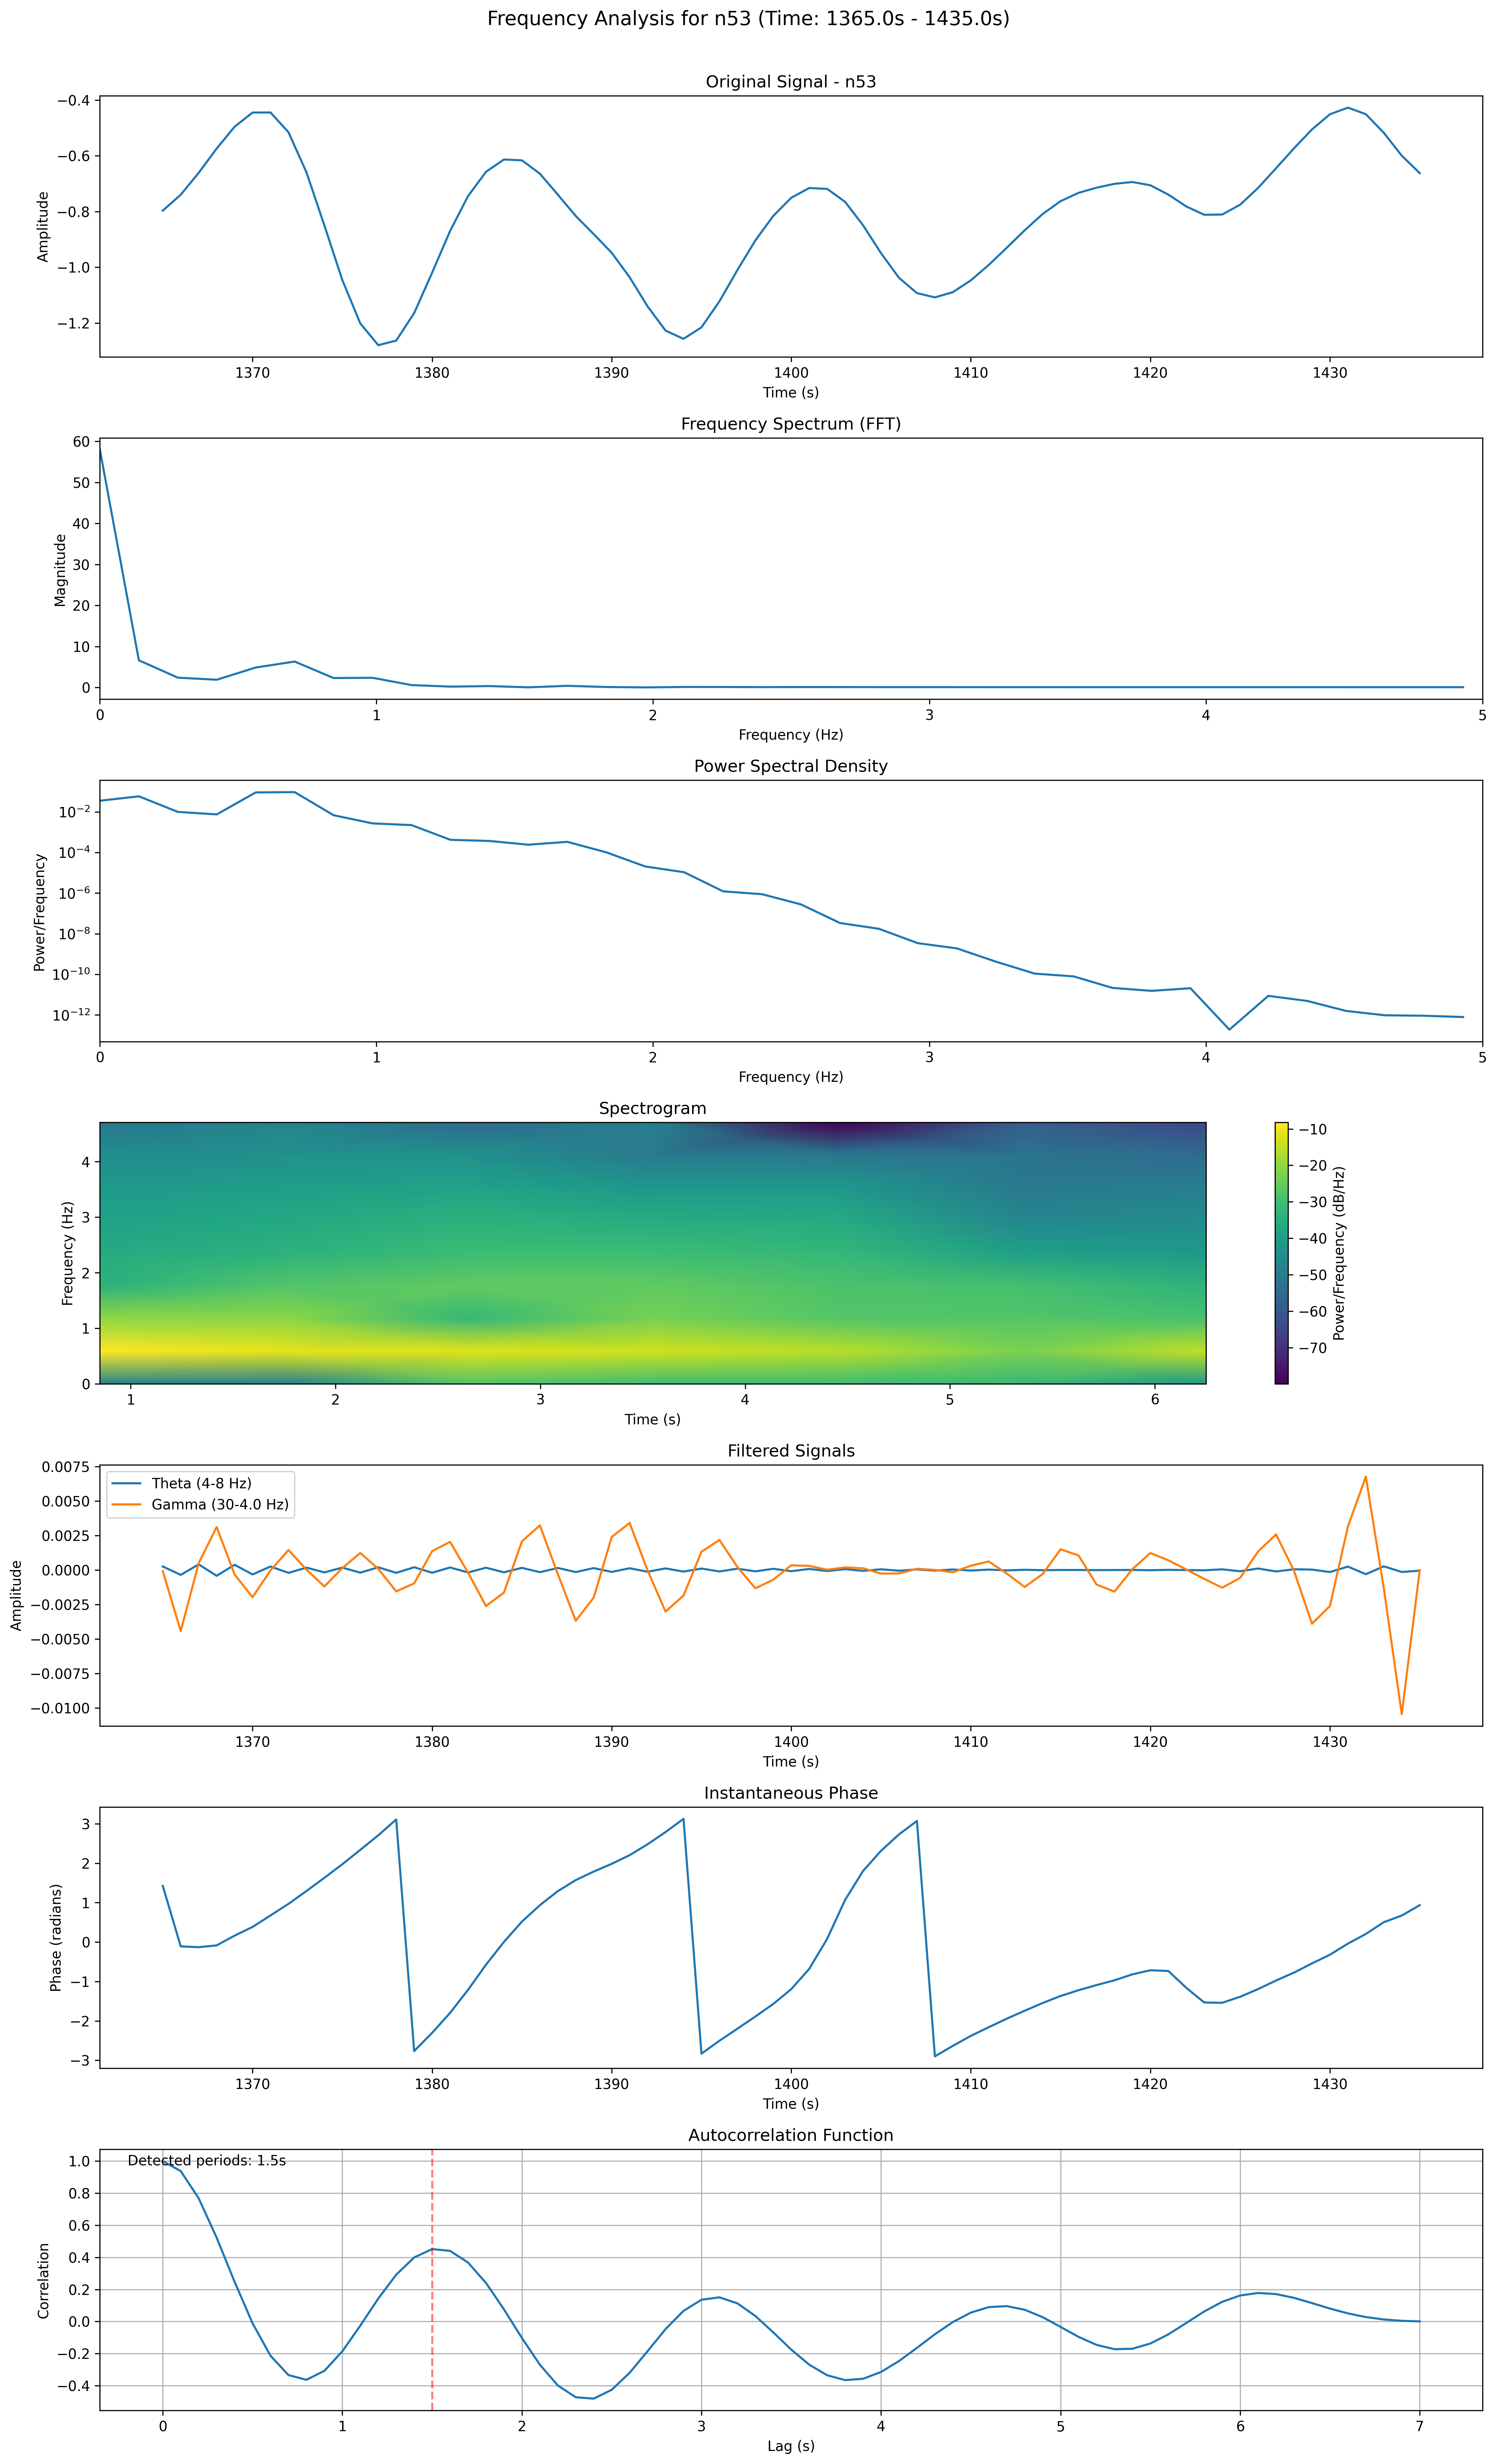 Frequency Analysis for n53 (Time: 1365.0s - 1435.0s)
Original Signal - n53
Amplitude
−0.4
−0.6
−0.8
−1.0
−1.2
1370 1380 1390 1400 1410 1420 1430
Time (s)
Frequency Spectrum (FFT)
Magnitude
60
50
40
30
20
10
0
0 1 2 3 4 5
Frequency (Hz)
Power Spectral Density
Power/Frequency
10⁻²
10⁻⁴
10⁻⁶
10⁻⁸
10⁻¹⁰
10⁻¹²
0 1 2 3 4 5
Frequency (Hz)
Spectrogram
Frequency (Hz)
4
3
2
1
0
1 2 3 4 5 6
Time (s)
−10
−20
−30
−40
−50
−60
−70
Power/Frequency (dB/Hz)
Filtered Signals
Theta (4-8 Hz)
Gamma (30-4.0 Hz)
Amplitude
0.0075
0.0050
0.0025
0.0000
−0.0025
−0.0050
−0.0075
−0.0100
1370 1380 1390 1400 1410 1420 1430
Time (s)
Instantaneous Phase
Phase (radians)
3
2
1
0
−1
−2
−3
1370 1380 1390 1400 1410 1420 1430
Time (s)
Autocorrelation Function
Detected periods: 1.5s
Correlation
1.0
0.8
0.6
0.4
0.2
0.0
−0.2
−0.4
0 1 2 3 4 5 6 7
Lag (s)